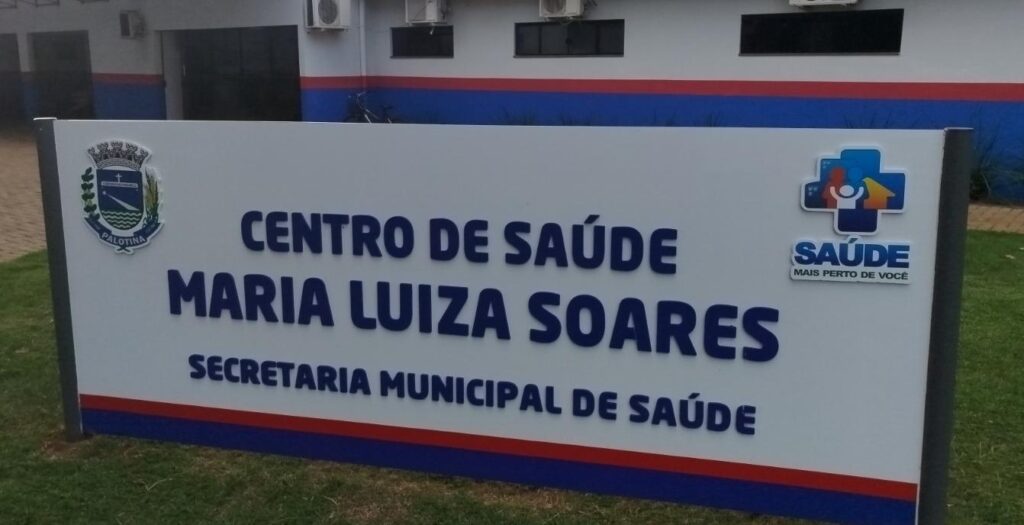 PALOTINA
CENTRO DE SAÚDE
MARIA LUIZA SOARES
SECRETARIA MUNICIPAL DE SAÚDE
SAÚDE
MAIS PERTO DE VOCÊ